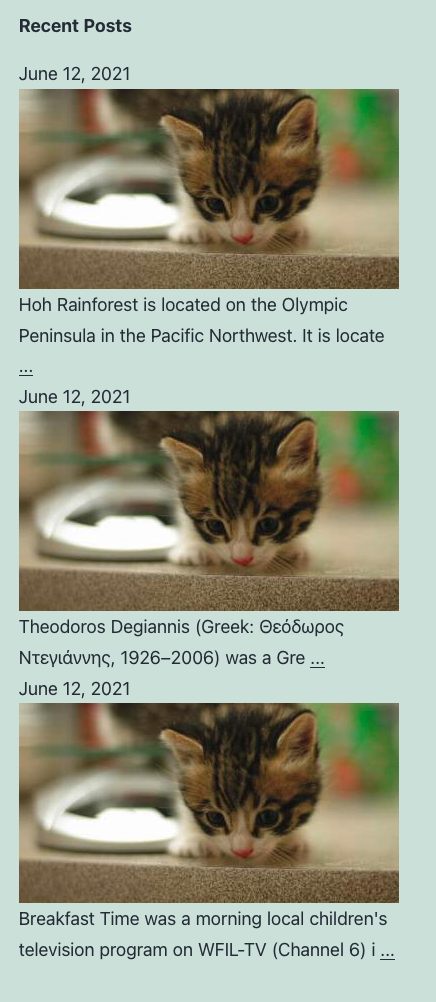 Recent Posts
June 12, 2021
Hoh Rainforest is located on the Olympic
Peninsula in the Pacific Northwest. It is locate
...
June 12, 2021
Theodoros Degiannis (Greek: Θεόδωρος
Ντεγιάννης, 1926–2006) was a Gre ...
June 12, 2021
Breakfast Time was a morning local children's
television program on WFIL-TV (Channel 6) i ...